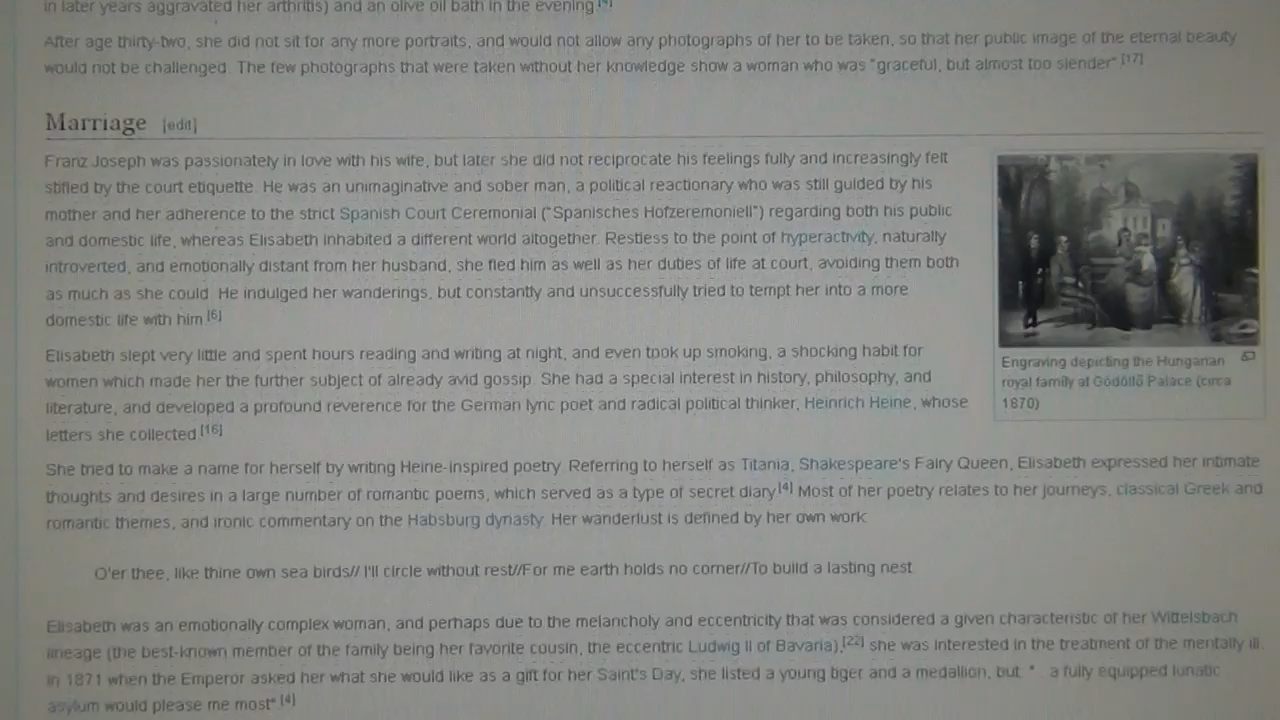 in later years aggravated her arthritis) and an olive oil bath in the evening.[4]
After age thirty-two, she did not sit for any more portraits, and would not allow any photographs of her to be taken, so that her public image of the eternal beauty
would not be challenged. The few photographs that were taken without her knowledge show a woman who was "graceful, but almost too slender" [17]
Marriage [edit]
Franz Joseph was passionately in love with his wife, but later she did not reciprocate his feelings fully and increasingly felt
stifled by the court etiquette. He was an unimaginative and sober man, a political reactionary who was still guided by his
mother and her adherence to the strict Spanish Court Ceremonial ("Spanisches Hofzeremoniell") regarding both his public
and domestic life, whereas Elisabeth inhabited a different world altogether. Restless to the point of hyperactivity, naturally
introverted, and emotionally distant from her husband, she fled him as well as her duties of life at court, avoiding them both
as much as she could. He indulged her wanderings, but constantly and unsuccessfully tried to tempt her into a more
domestic life with him.[6]
Engraving depicting the Hungarian
royal family at Gödöllő Palace (circa
1870)
Elisabeth slept very little and spent hours reading and writing at night, and even took up smoking, a shocking habit for
women which made her the further subject of already avid gossip. She had a special interest in history, philosophy, and
literature, and developed a profound reverence for the German lyric poet and radical political thinker, Heinrich Heine, whose
letters she collected.[16]
She tried to make a name for herself by writing Heine-inspired poetry. Referring to herself as Titania, Shakespeare's Fairy Queen, Elisabeth expressed her intimate
thoughts and desires in a large number of romantic poems, which served as a type of secret diary.[4] Most of her poetry relates to her journeys, classical Greek and
romantic themes, and ironic commentary on the Habsburg dynasty. Her wanderlust is defined by her own work:
O'er thee, like thine own sea birds// I'll circle without rest//For me earth holds no corner//To build a lasting nest.
Elisabeth was an emotionally complex woman, and perhaps due to the melancholy and eccentricity that was considered a given characteristic of her Wittelsbach
lineage (the best-known member of the family being her favorite cousin, the eccentric Ludwig II of Bavaria),[22] she was interested in the treatment of the mentally ill.
in 1871 when the Emperor asked her what she would like as a gift for her Saint's Day, she listed a young tiger and a medallion, but: "...a fully equipped lunatic
asylum would please me most".[4]